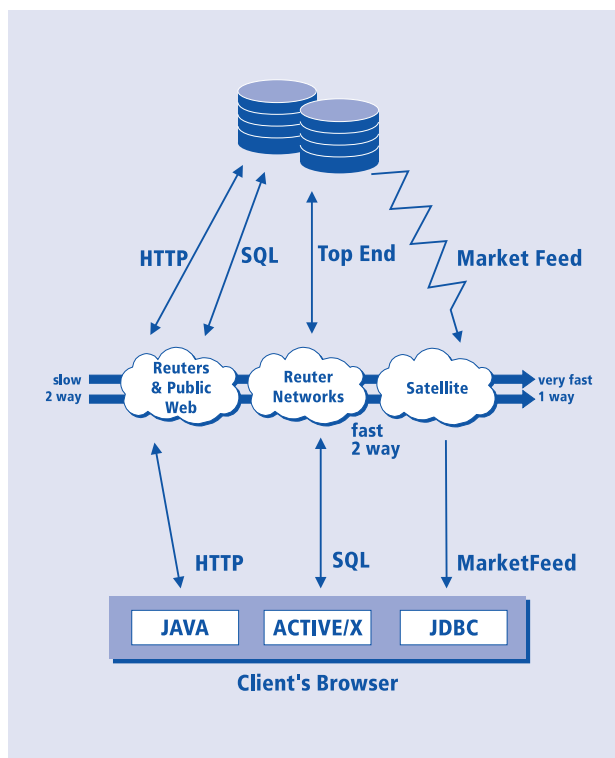 HTTP
SQL
Top End
Market Feed
slow
2 way
Reuters
& Public
Web
Reuter
Networks
Satellite
very fast
1 way
fast
2 way
HTTP
SQL
MarketFeed
JAVA
ACTIVE/X
JDBC
Client's Browser